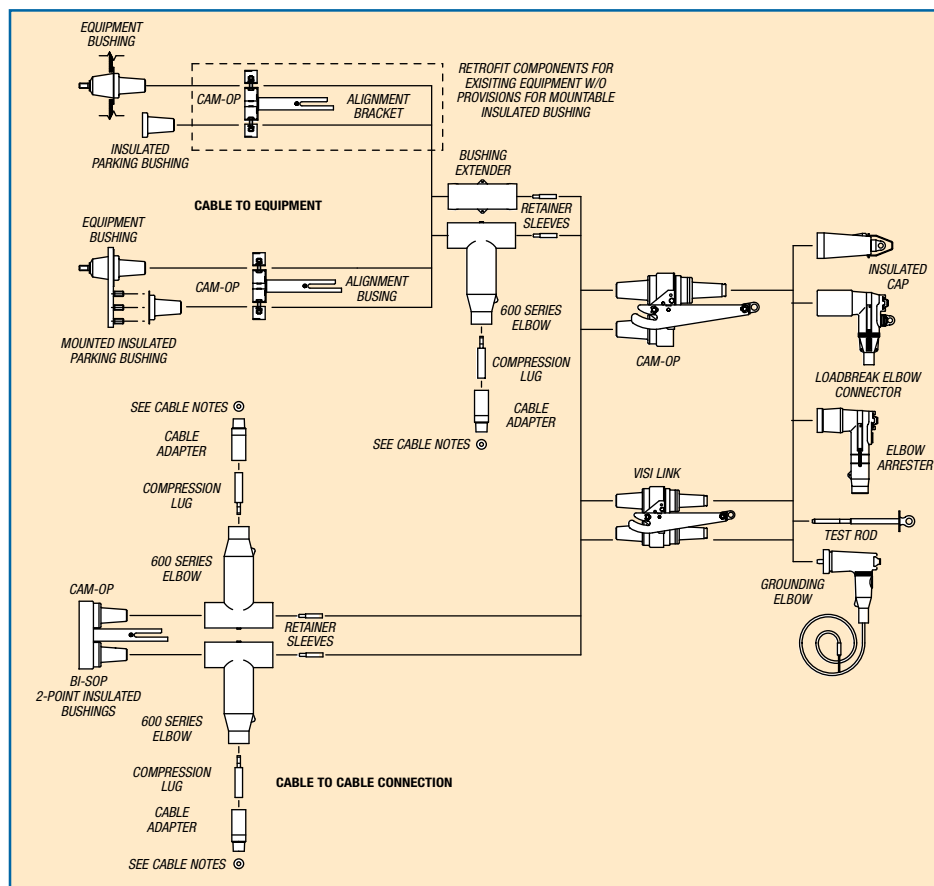 EQUIPMENT
BUSHING
CAM-OP
ALIGNMENT
BRACKET
RETROFIT COMPONENTS FOR
EXISITING EQUIPMENT W/O
PROVISIONS FOR MOUNTABLE
INSULATED BUSHING
INSULATED
PARKING BUSHING
CABLE TO EQUIPMENT
BUSHING
EXTENDER
RETAINER
SLEEVES
EQUIPMENT
BUSHING
CAM-OP
ALIGNMENT
BUSING
MOUNTED INSULATED
PARKING BUSHING
600 SERIES
ELBOW
COMPRESSION
LUG
CABLE
ADAPTER
SEE CABLE NOTES
CAM-OP
INSULATED
CAP
LOADBREAK ELBOW
CONNECTOR
ELBOW
ARRESTER
VISI LINK
TEST ROD
GROUNDING
ELBOW
SEE CABLE NOTES
CABLE
ADAPTER
COMPRESSION
LUG
600 SERIES
ELBOW
CAM-OP
RETAINER
SLEEVES
BI-SOP
2-POINT INSULATED
BUSHINGS
600 SERIES
ELBOW
COMPRESSION
LUG
CABLE TO CABLE CONNECTION
CABLE
ADAPTER
SEE CABLE NOTES